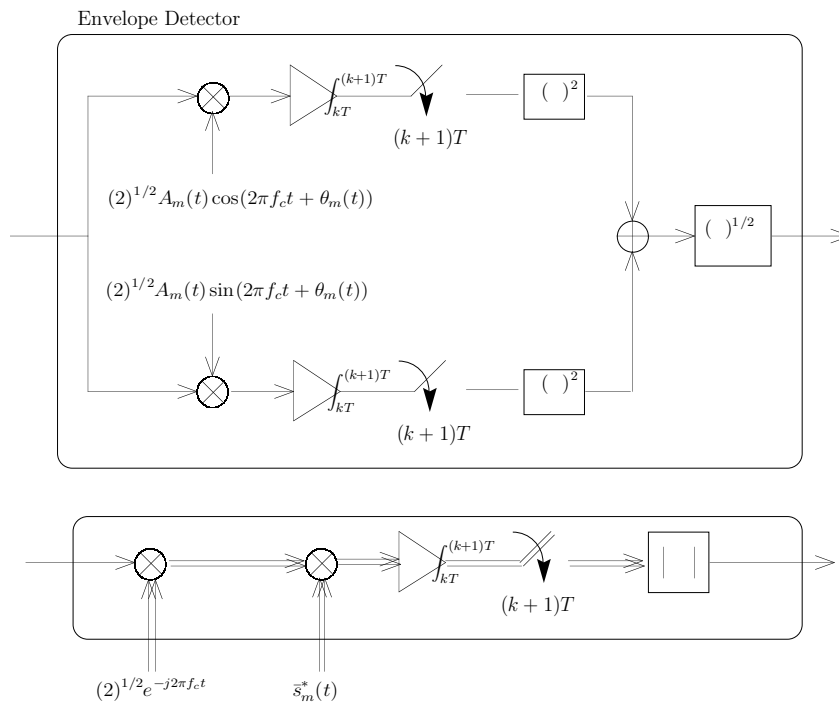 Envelope Detector
∫_{kT}^{(k+1)T}
( )^2
(k + 1)T
(2)^{1/2} A_m(t) cos(2πf_c t + θ_m(t))
( )^{1/2}
(2)^{1/2} A_m(t) sin(2πf_c t + θ_m(t))
∫_{kT}^{(k+1)T}
( )^2
(k + 1)T
∫_{kT}^{(k+1)T}
| |
(k + 1)T
(2)^{1/2} e^{−j2πf_c t}
s̄_m^*(t)